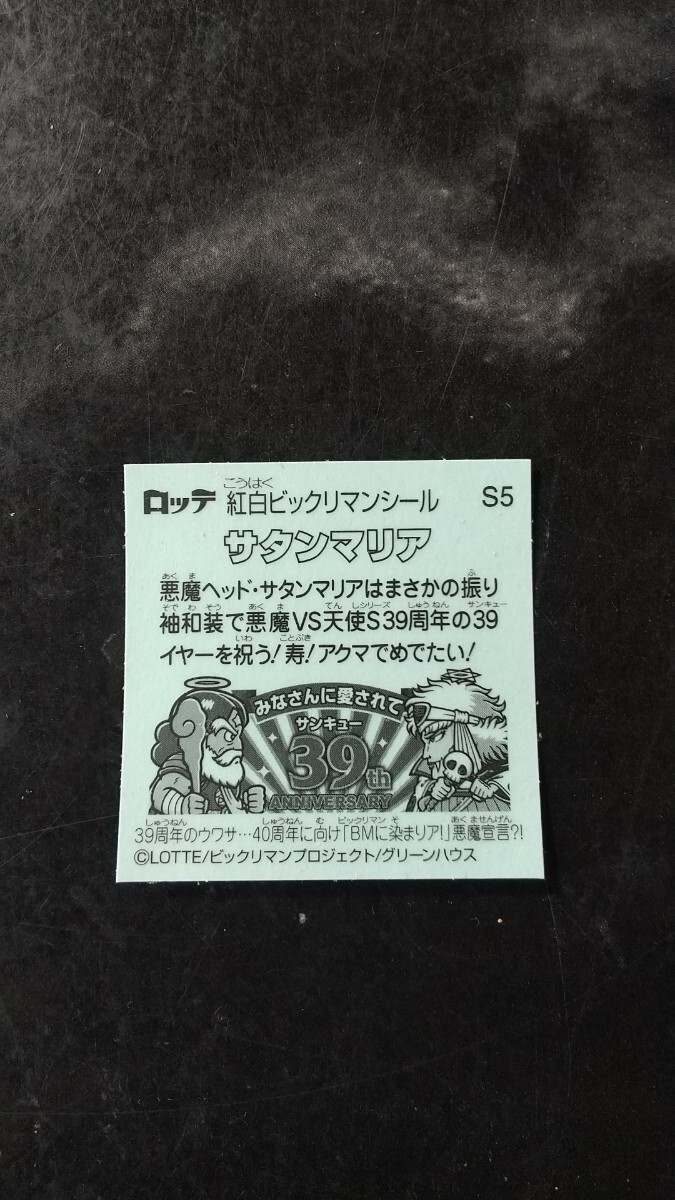 こうはく
ロッテ 紅白ビックリマンシール S5
サタンマリア
あくま ふ
悪魔ヘッド・サタンマリアはまさかの振り
そでわそう あくま てんしシリーズ しゅうねん サンキュー
袖和装で悪魔VS天使S39周年の39
いわ ことぶき
イヤーを祝う!寿!アクマでめでたい!
みなさんに愛されて
サンキュー
39th
ANNIVERSARY
しゅうねん しゅうねん む ビックリマン そ あくませんげん
39周年のウワサ…40周年に向け「BMに染まりア!」悪魔宣言?!
©LOTTE/ビックリマンプロジェクト/グリーンハウス